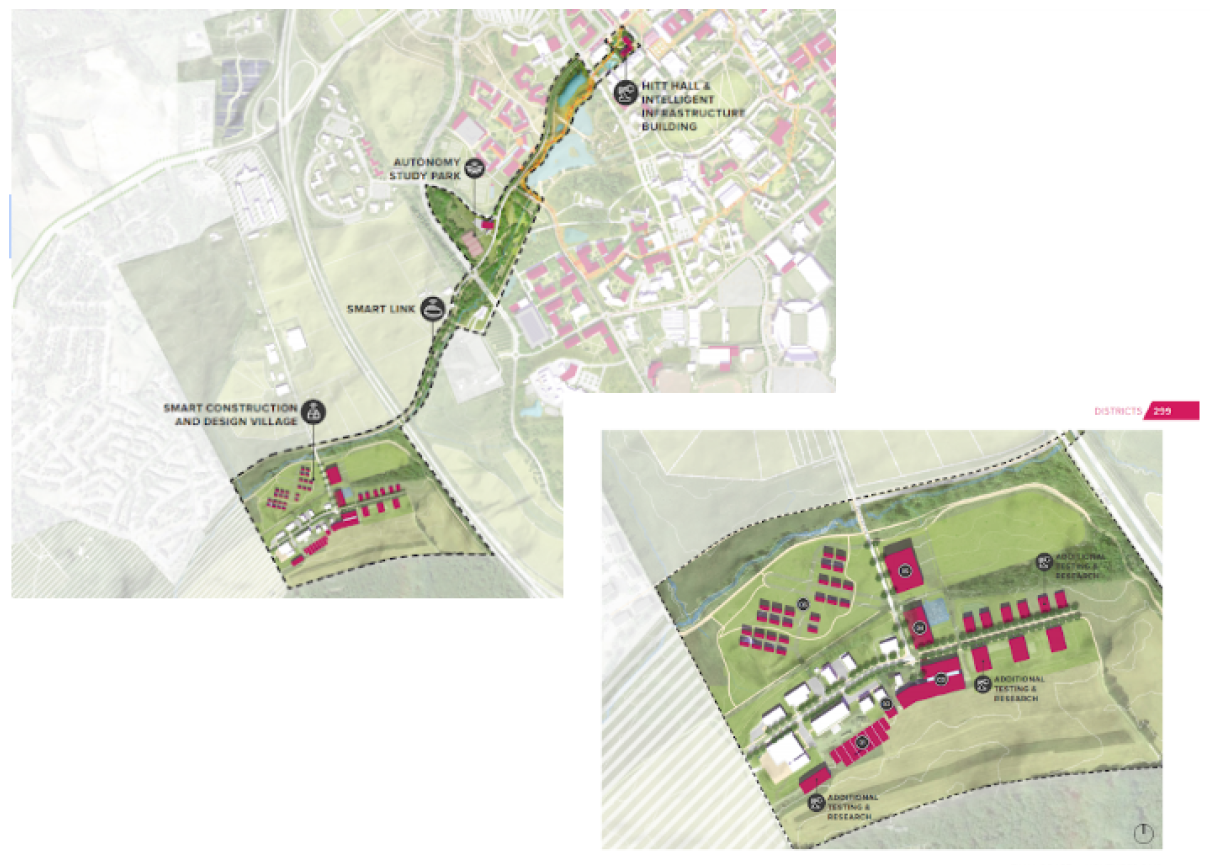 HITT HALL &
INTELLIGENT
INFRASTRUCTURE
BUILDING
AUTONOMY
STUDY PARK
SMART LINK
SMART CONSTRUCTION
AND DESIGN VILLAGE
DISTRICTS 299
ADDITIONAL
TESTING &
RESEARCH
ADDITIONAL
TESTING &
RESEARCH
ADDITIONAL
TESTING &
RESEARCH